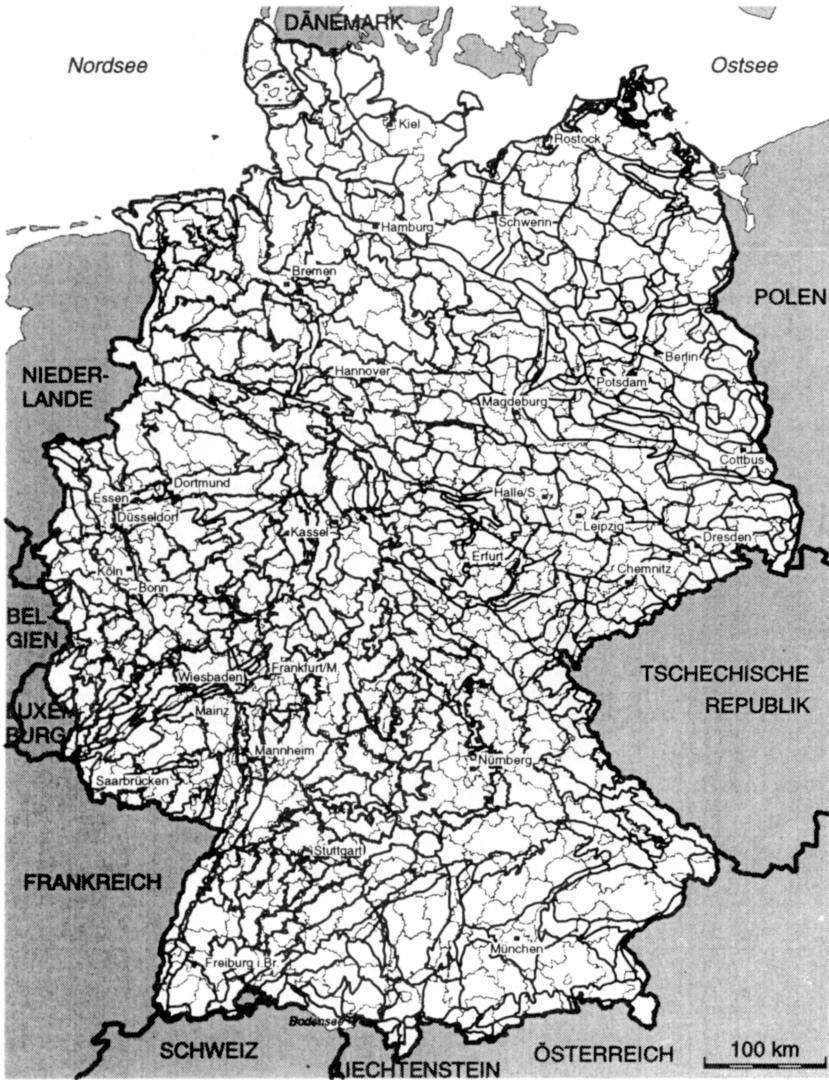 DÄNEMARK
Nordsee
Ostsee
Kiel
Rostock
Hamburg
Schwerin
Bremen
POLEN
Berlin
NIEDER-
LANDE
Hannover
Potsdam
Magdeburg
Cottbus
Dortmund
Essen
Halle/S.
Düsseldorf
Leipzig
Kassel
Dresden
Erfurt
Köln
Chemnitz
Bonn
BEL-
GIEN
Frankfurt/M.
Wiesbaden
TSCHECHISCHE
REPUBLIK
LUXEM-
BURG
Mainz
Mannheim
Nürnberg
Saarbrücken
Stuttgart
FRANKREICH
München
Freiburg i.Br.
Bodensee
SCHWEIZ
ÖSTERREICH
100 km
LIECHTENSTEIN